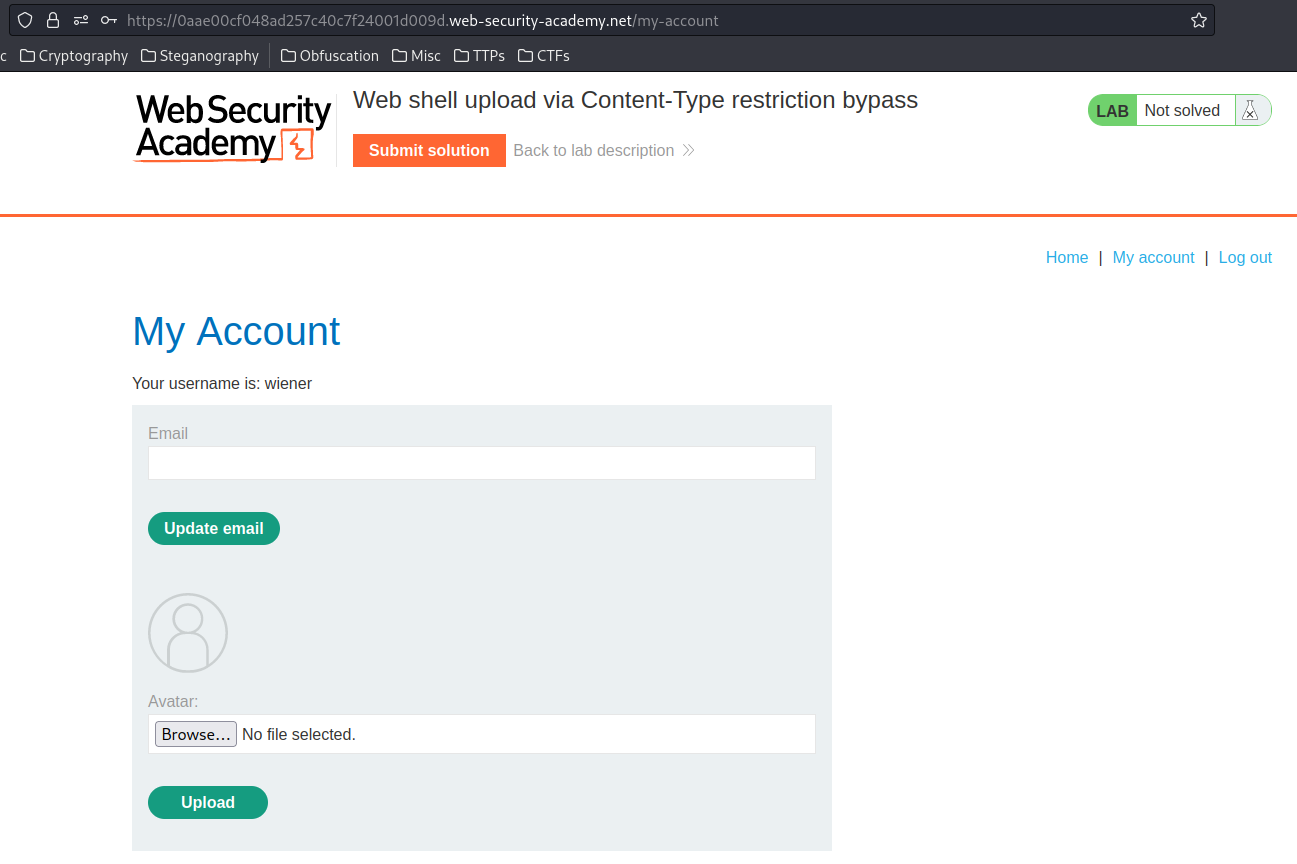 https://0aae00cf048ad257c40c7f24001d009d.web-security-academy.net/my-account
c Cryptography Steganography Obfuscation Misc TTPs CTFs
Web Security Academy
Web shell upload via Content-Type restriction bypass
LAB Not solved
Submit solution Back to lab description
Home | My account | Log out
My Account
Your username is: wiener
Email
Update email
Avatar:
Browse… No file selected.
Upload